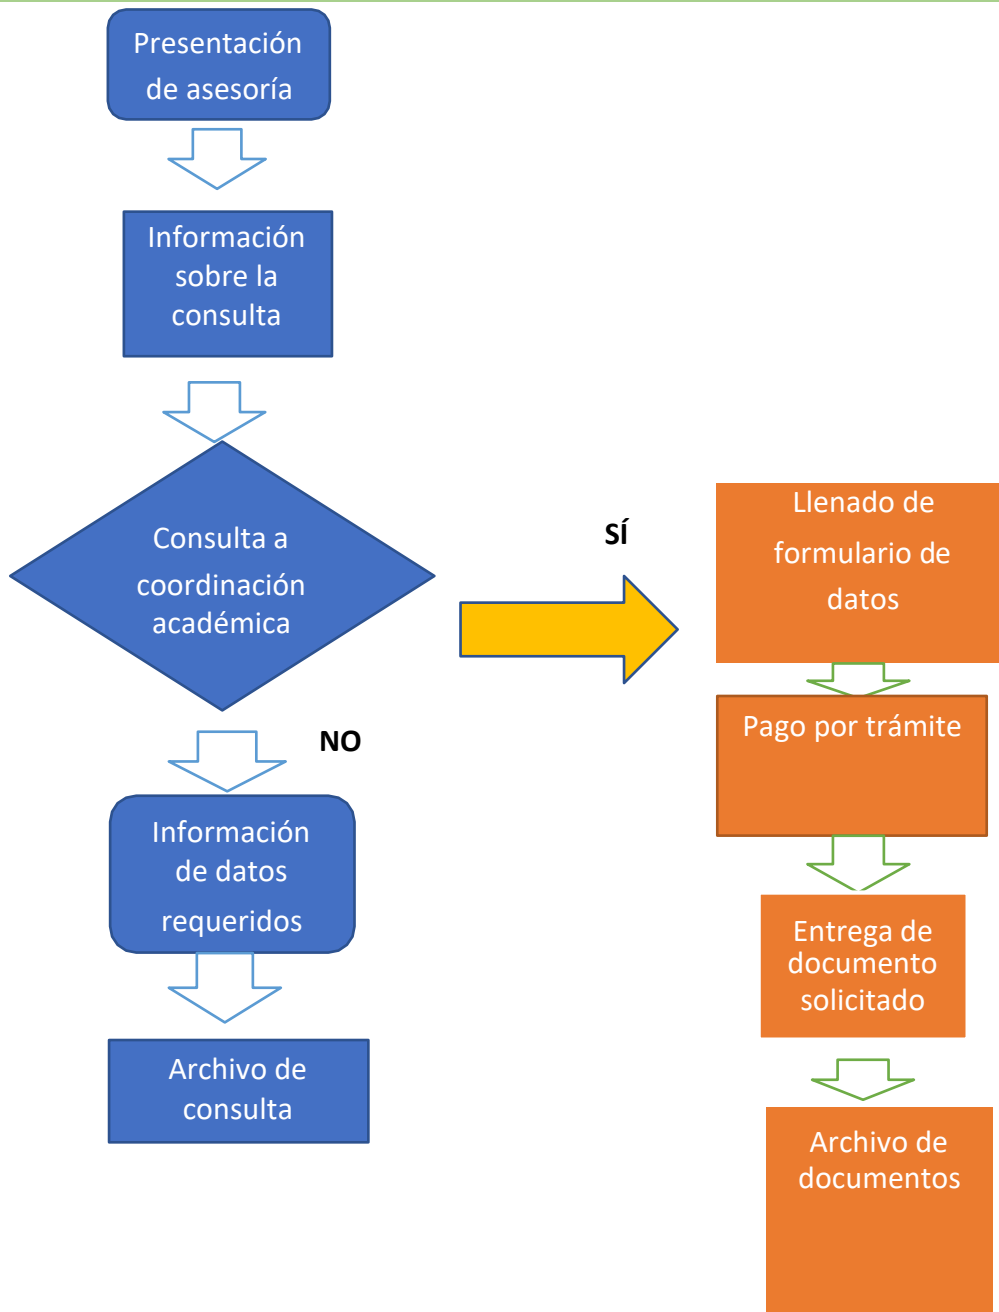 Presentación
de asesoría
Información
sobre la
consulta
Consulta a
coordinación
académica
SÍ
Llenado de
formulario de
datos
Pago por trámite
NO
Información
de datos
requeridos
Entrega de
documento
solicitado
Archivo de
consulta
Archivo de
documentos